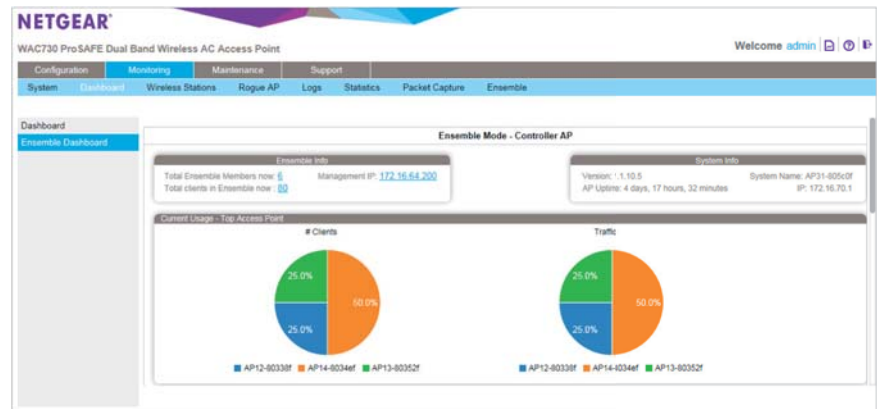 NETGEAR®
WAC730 ProSAFE Dual Band Wireless AC Access Point
Welcome admin
Configuration Monitoring Maintenance Support
System Dashboard Wireless Stations Rogue AP Logs Statistics Packet Capture Ensemble
Dashboard
Ensemble Dashboard
Ensemble Mode - Controller AP
Ensemble Info
Total Ensemble Members now: 6 Management IP: 172.16.64.200
Total clients in Ensemble now : 80
System Info
Version: 1.1.10.5 System Name: AP31-805c0f
AP Uptime: 4 days, 17 hours, 32 minutes IP: 172.16.70.1
Current Usage - Top Access Point
# Clients
25.0%
50.0%
25.0%
AP12-80338f AP14-8034ef AP13-80352f
Traffic
25.0%
50.0%
25.0%
AP12-80338f AP13-80352f